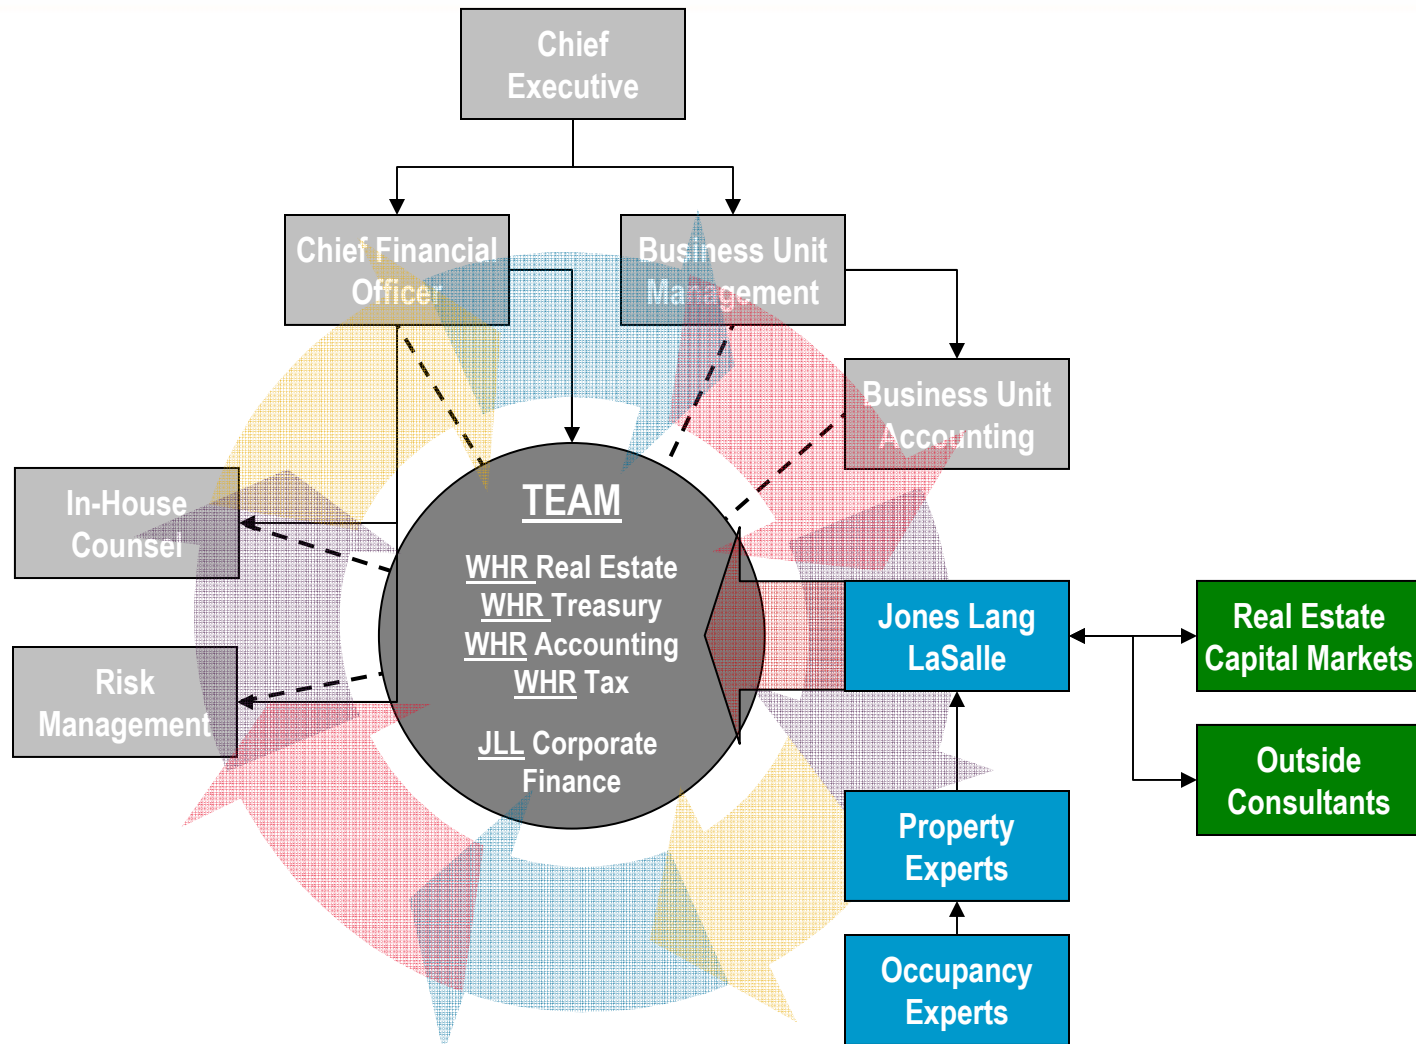 Chief
Executive
Chief Financial
Officer
Business Unit
Management
Business Unit
Accounting
In-House
Counsel
Risk
Management
TEAM
WHR Real Estate
WHR Treasury
WHR Accounting
WHR Tax
JLL Corporate
Finance
Jones Lang
LaSalle
Real Estate
Capital Markets
Outside
Consultants
Property
Experts
Occupancy
Experts